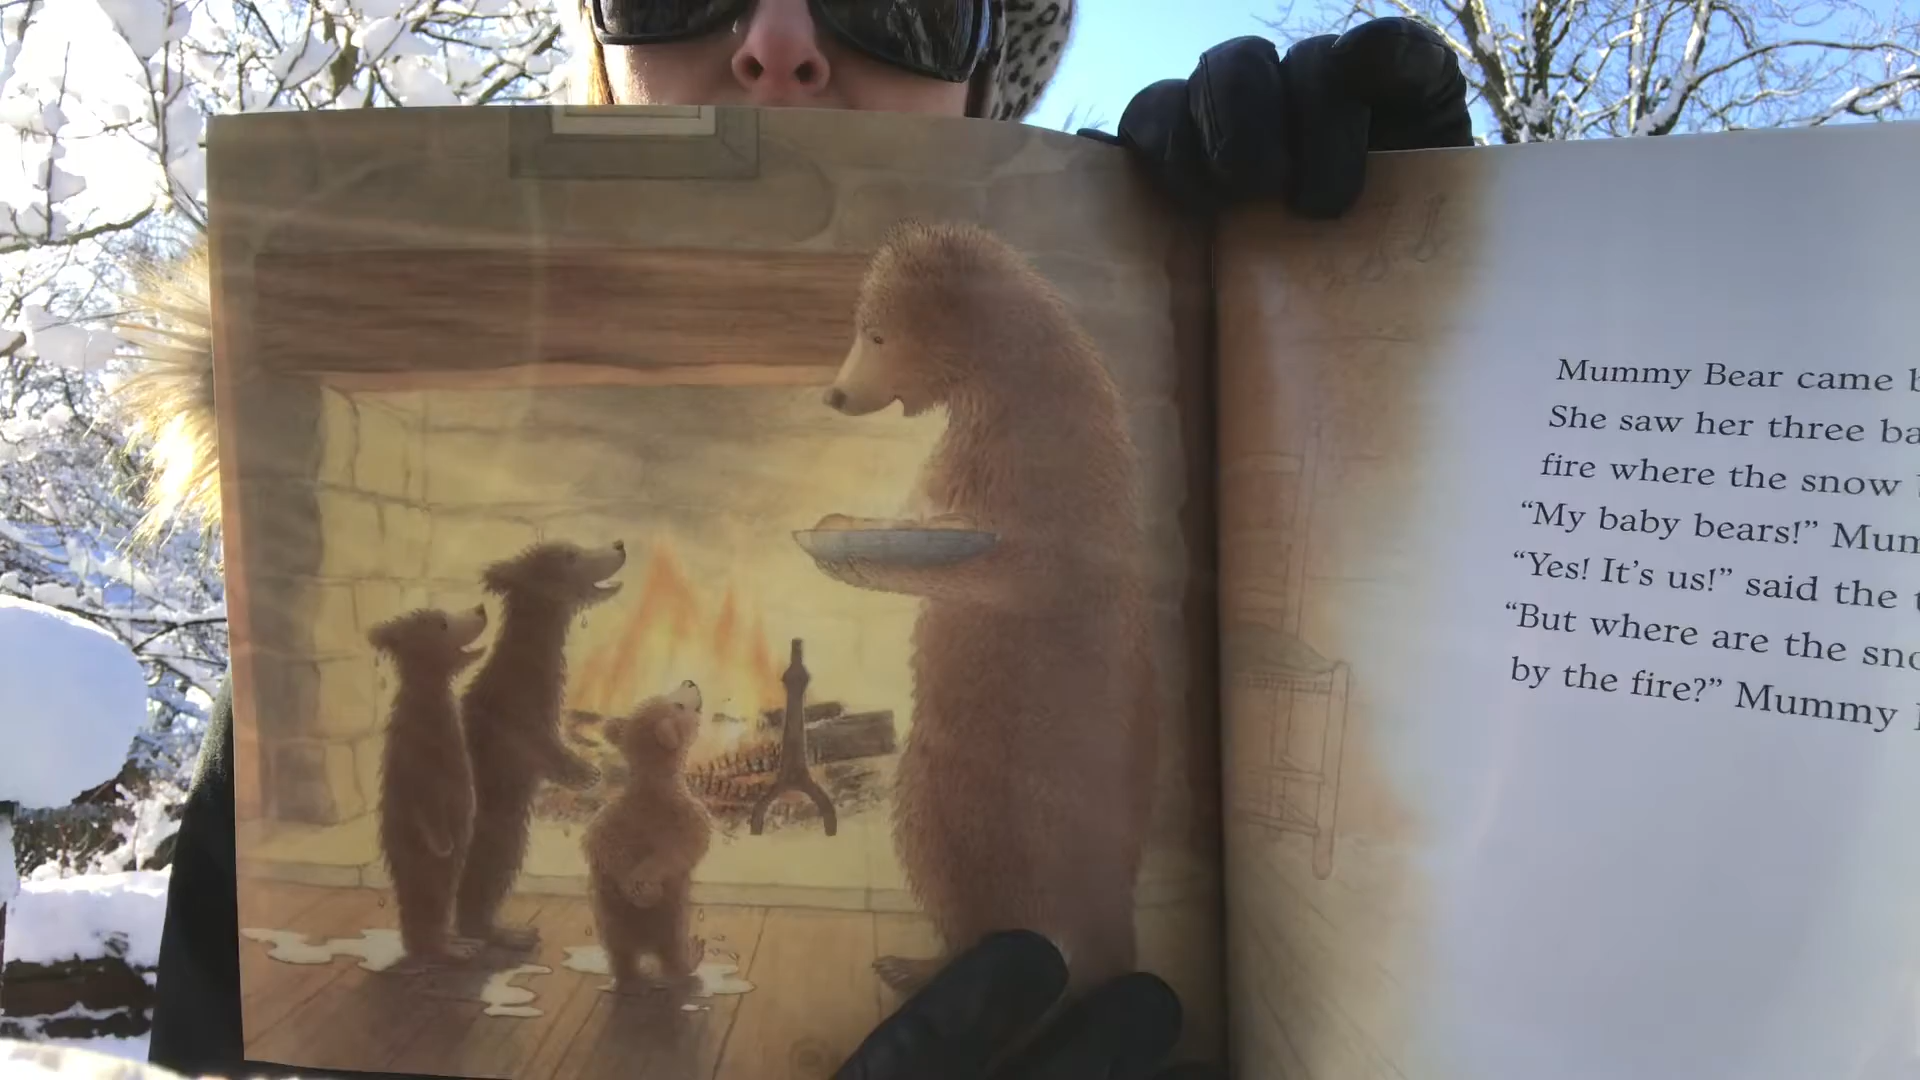 Mummy Bear came
She saw her three
fire where the snow
“My baby bears!”
“Yes! It’s us!” said the
“But where are the
by the fire?” Mummy